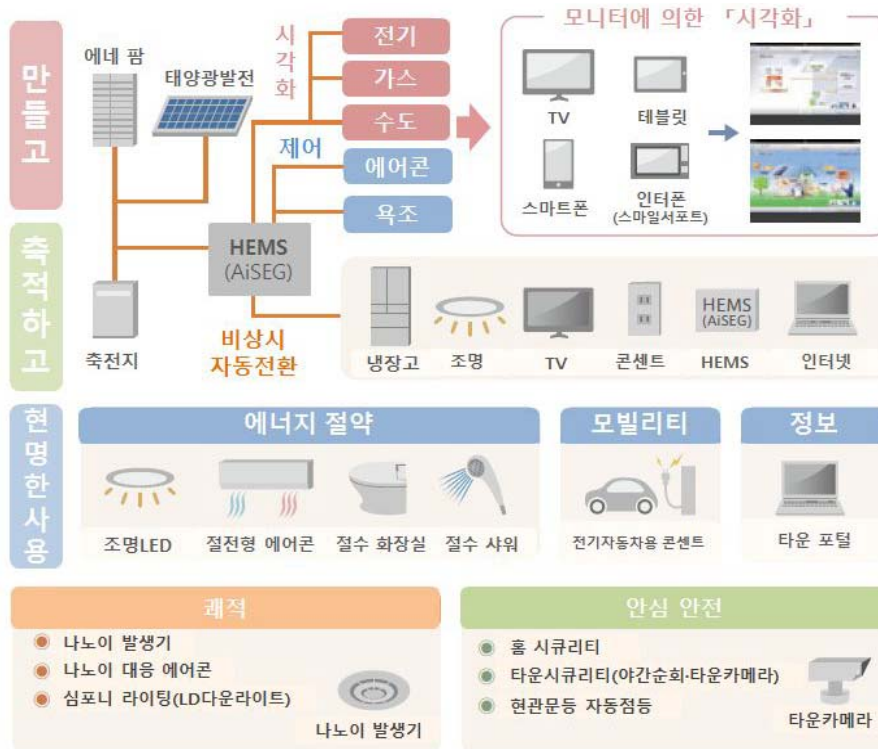 만들고
에네 팜
태양광발전
시각화
전기
가스
수도
제어
에어콘
욕조
모니터에 의한 「시각화」
TV
테블릿
스마트폰
인터폰
(스마일서포트)
축적하고
HEMS
(AiSEG)
축전지
비상시
자동전환
냉장고
조명
TV
콘센트
HEMS
(AiSEG)
HEMS
인터넷
현명한사용
에너지 절약
조명LED
절전형 에어콘
절수 화장실
절수 샤워
모빌리티
전기자동차용 콘센트
정보
타운 포털
쾌적
나노이 발생기
나노이 대응 에어콘
심포니 라이팅(LD다운라이트)
나노이 발생기
안심 안전
홈 시큐리티
타운시큐리티(야간순회·타운카메라)
현관문등 자동점등
타운카메라